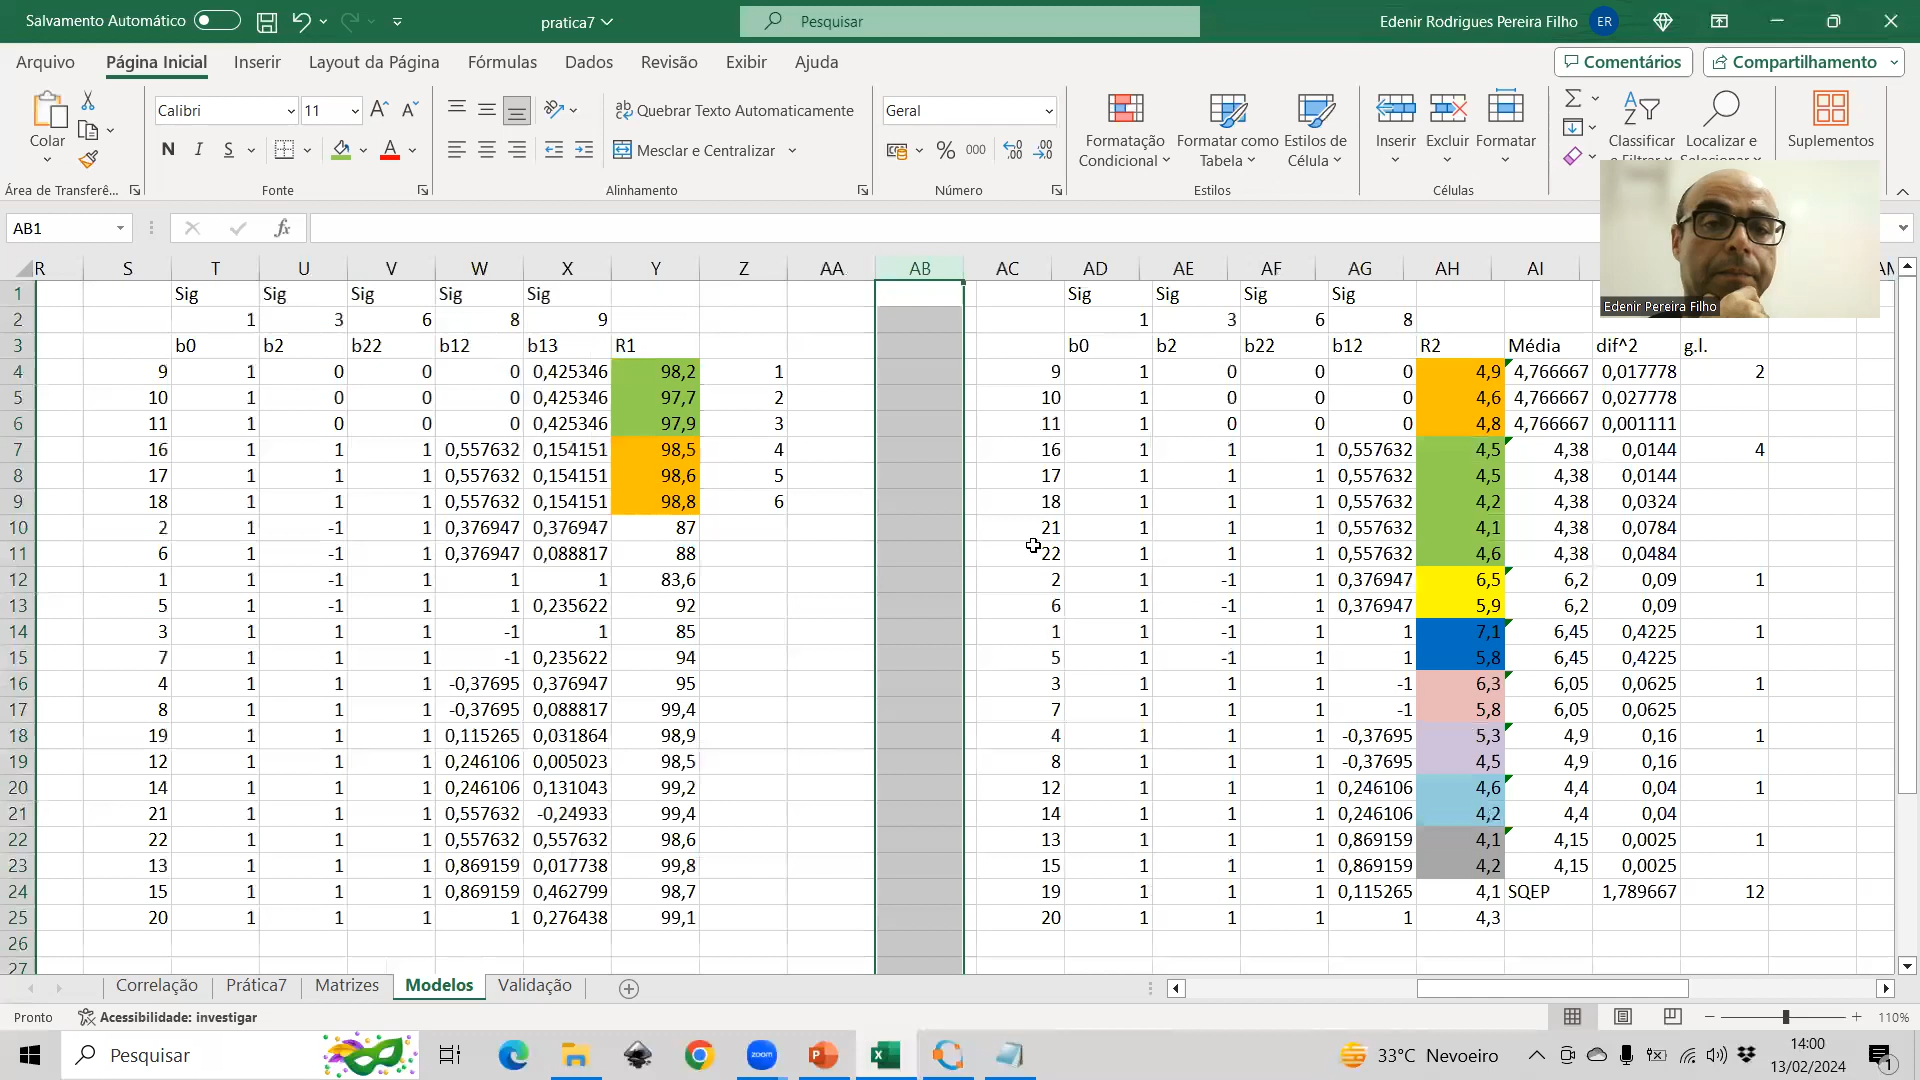 Salvamento Automático
pratica7
Pesquisar
Edenir Rodrigues Pereira Filho ER
Arquivo Página Inicial Inserir Layout da Página Fórmulas Dados Revisão Exibir Ajuda
Comentários Compartilhamento
Colar
Calibri 11
Quebrar Texto Automaticamente
Geral
N I S
Mesclar e Centralizar
% 000
Formatação Condicional
Formatar como Tabela
Estilos de Célula
Inserir Excluir Formatar
Classificar
Localizar e
Suplementos
Área de Transferê... Fonte Alinhamento Número Estilos Células
AB1 fx
Edenir Pereira Filho
R S T U V W X Y Z AA AB AC AD AE AF AG AH AI
1 Sig Sig Sig Sig Sig Sig Sig Sig Sig
2 1 3 6 8 9 1 3 6 8
3 b0 b2 b22 b12 b13 R1 b0 b2 b22 b12 R2 Média dif^2 g.l.
4 9 1 0 0 0 0,425346 98,2 1 9 1 0 0 0 4,9 4,766667 0,017778 2
5 10 1 0 0 0 0,425346 97,7 2 10 1 0 0 0 4,6 4,766667 0,027778
6 11 1 0 0 0 0,425346 97,9 3 11 1 0 0 0 4,8 4,766667 0,001111
7 16 1 1 1 0,557632 0,154151 98,5 4 16 1 1 1 0,557632 4,5 4,38 0,0144 4
8 17 1 1 1 0,557632 0,154151 98,6 5 17 1 1 1 0,557632 4,5 4,38 0,0144
9 18 1 1 1 0,557632 0,154151 98,8 6 18 1 1 1 0,557632 4,2 4,38 0,0324
10 2 1 -1 1 0,376947 0,376947 87 21 1 1 1 0,557632 4,1 4,38 0,0784
11 6 1 -1 1 0,376947 0,088817 88 22 1 1 1 0,557632 4,6 4,38 0,0484
12 1 1 -1 1 1 1 83,6 2 1 -1 1 0,376947 6,5 6,2 0,09 1
13 5 1 -1 1 1 0,235622 92 6 1 -1 1 0,376947 5,9 6,2 0,09
14 3 1 1 1 -1 1 85 1 1 -1 1 1 7,1 6,45 0,4225 1
15 7 1 1 1 -1 0,235622 94 5 1 -1 1 1 5,8 6,45 0,4225
16 4 1 1 1 -0,37695 0,376947 95 3 1 1 1 -1 6,3 6,05 0,0625 1
17 8 1 1 1 -0,37695 0,088817 99,4 7 1 1 1 -1 5,8 6,05 0,0625
18 19 1 1 1 0,115265 0,031864 98,9 4 1 1 1 -0,37695 5,3 4,9 0,16 1
19 12 1 1 1 0,246106 0,005023 98,5 8 1 1 1 -0,37695 4,5 4,9 0,16
20 14 1 1 1 0,246106 0,131043 99,2 12 1 1 1 0,246106 4,6 4,4 0,04 1
21 21 1 1 1 0,557632 -0,24933 99,4 14 1 1 1 0,246106 4,2 4,4 0,04
22 22 1 1 1 0,557632 0,557632 98,6 13 1 1 1 0,869159 4,1 4,15 0,0025 1
23 13 1 1 1 0,869159 0,017738 99,8 15 1 1 1 0,869159 4,2 4,15 0,0025
24 15 1 1 1 0,869159 0,462799 98,7 19 1 1 1 0,115265 4,1 SQEP 1,789667 12
25 20 1 1 1 1 0,276438 99,1 20 1 1 1 1 4,3
26
27
Correlação Prática7 Matrizes Modelos Validação
Pronto Acessibilidade: investigar 110%
Pesquisar
zoom
33°C Nevoeiro
14:00
13/02/2024
1